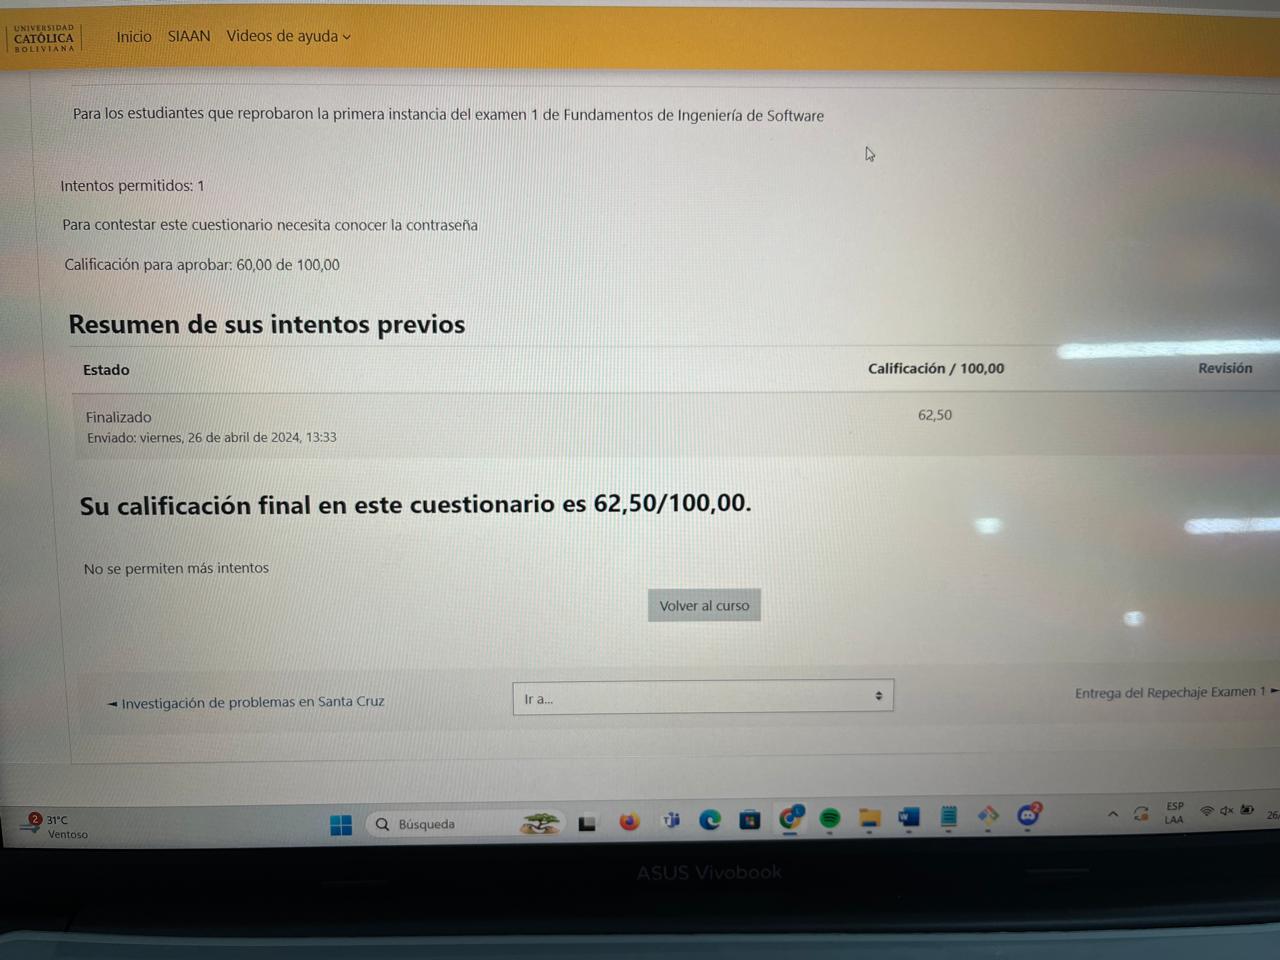 UNIVERSIDAD
CATÓLICA
BOLIVIANA
Inicio SIAAN Videos de ayuda
Para los estudiantes que reprobaron la primera instancia del examen 1 de Fundamentos de Ingeniería de Software
Intentos permitidos: 1
Para contestar este cuestionario necesita conocer la contraseña
Calificación para aprobar: 60,00 de 100,00
Resumen de sus intentos previos
Estado Calificación / 100,00 Revisión
Finalizado 62,50
Enviado: viernes, 26 de abril de 2024, 13:33
Su calificación final en este cuestionario es 62,50/100,00.
No se permiten más intentos
Volver al curso
◄ Investigación de problemas en Santa Cruz Ir a... Entrega del Repechaje Examen 1 ►
2 31°C
Ventoso
Búsqueda
2
ESP
LAA
26/
ASUS Vivobook